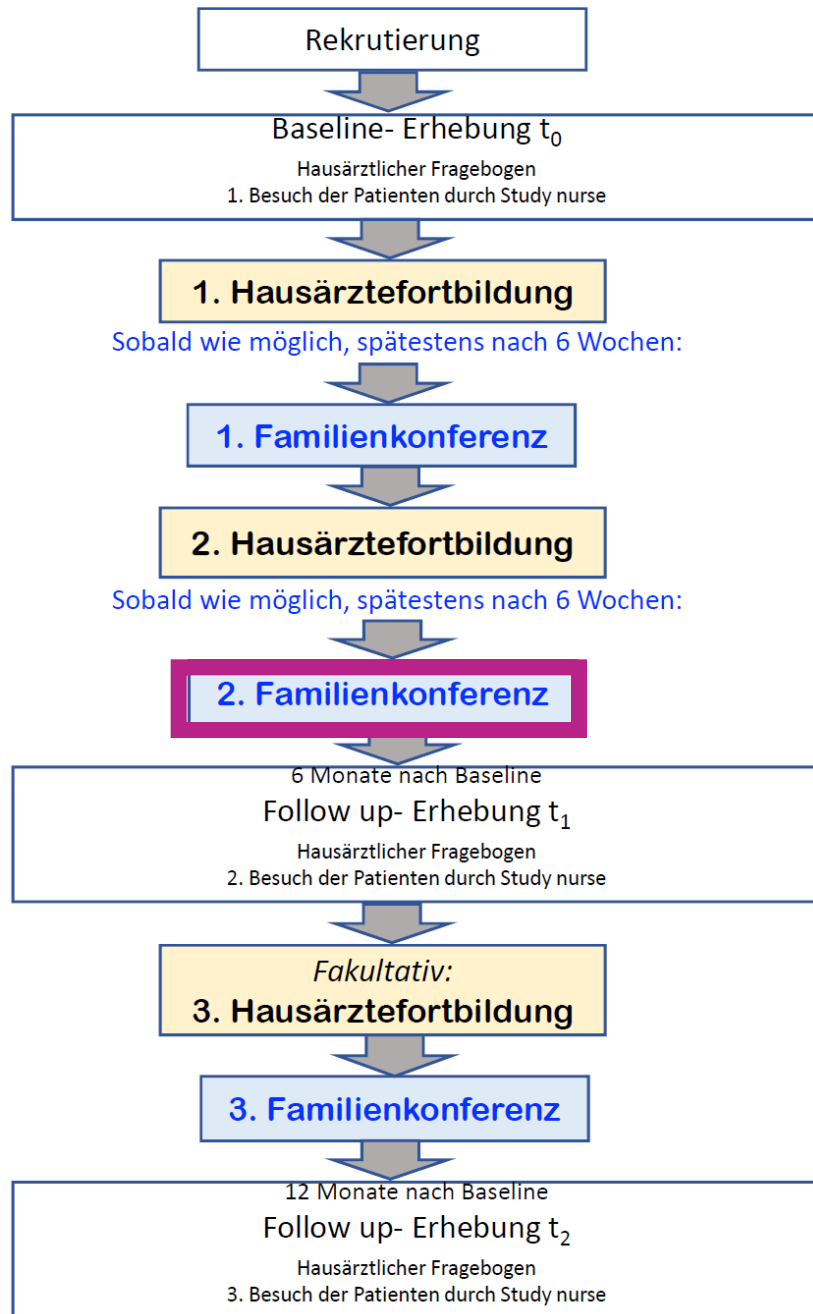 Rekrutierung
Baseline- Erhebung t₀
Hausärztlicher Fragebogen
1. Besuch der Patienten durch Study nurse
1. Hausärztefortbildung
Sobald wie möglich, spätestens nach 6 Wochen:
1. Familienkonferenz
2. Hausärztefortbildung
Sobald wie möglich, spätestens nach 6 Wochen:
2. Familienkonferenz
6 Monate nach Baseline
Follow up- Erhebung t₁
Hausärztlicher Fragebogen
2. Besuch der Patienten durch Study nurse
Fakultativ:
3. Hausärztefortbildung
3. Familienkonferenz
12 Monate nach Baseline
Follow up- Erhebung t₂
Hausärztlicher Fragebogen
3. Besuch der Patienten durch Study nurse